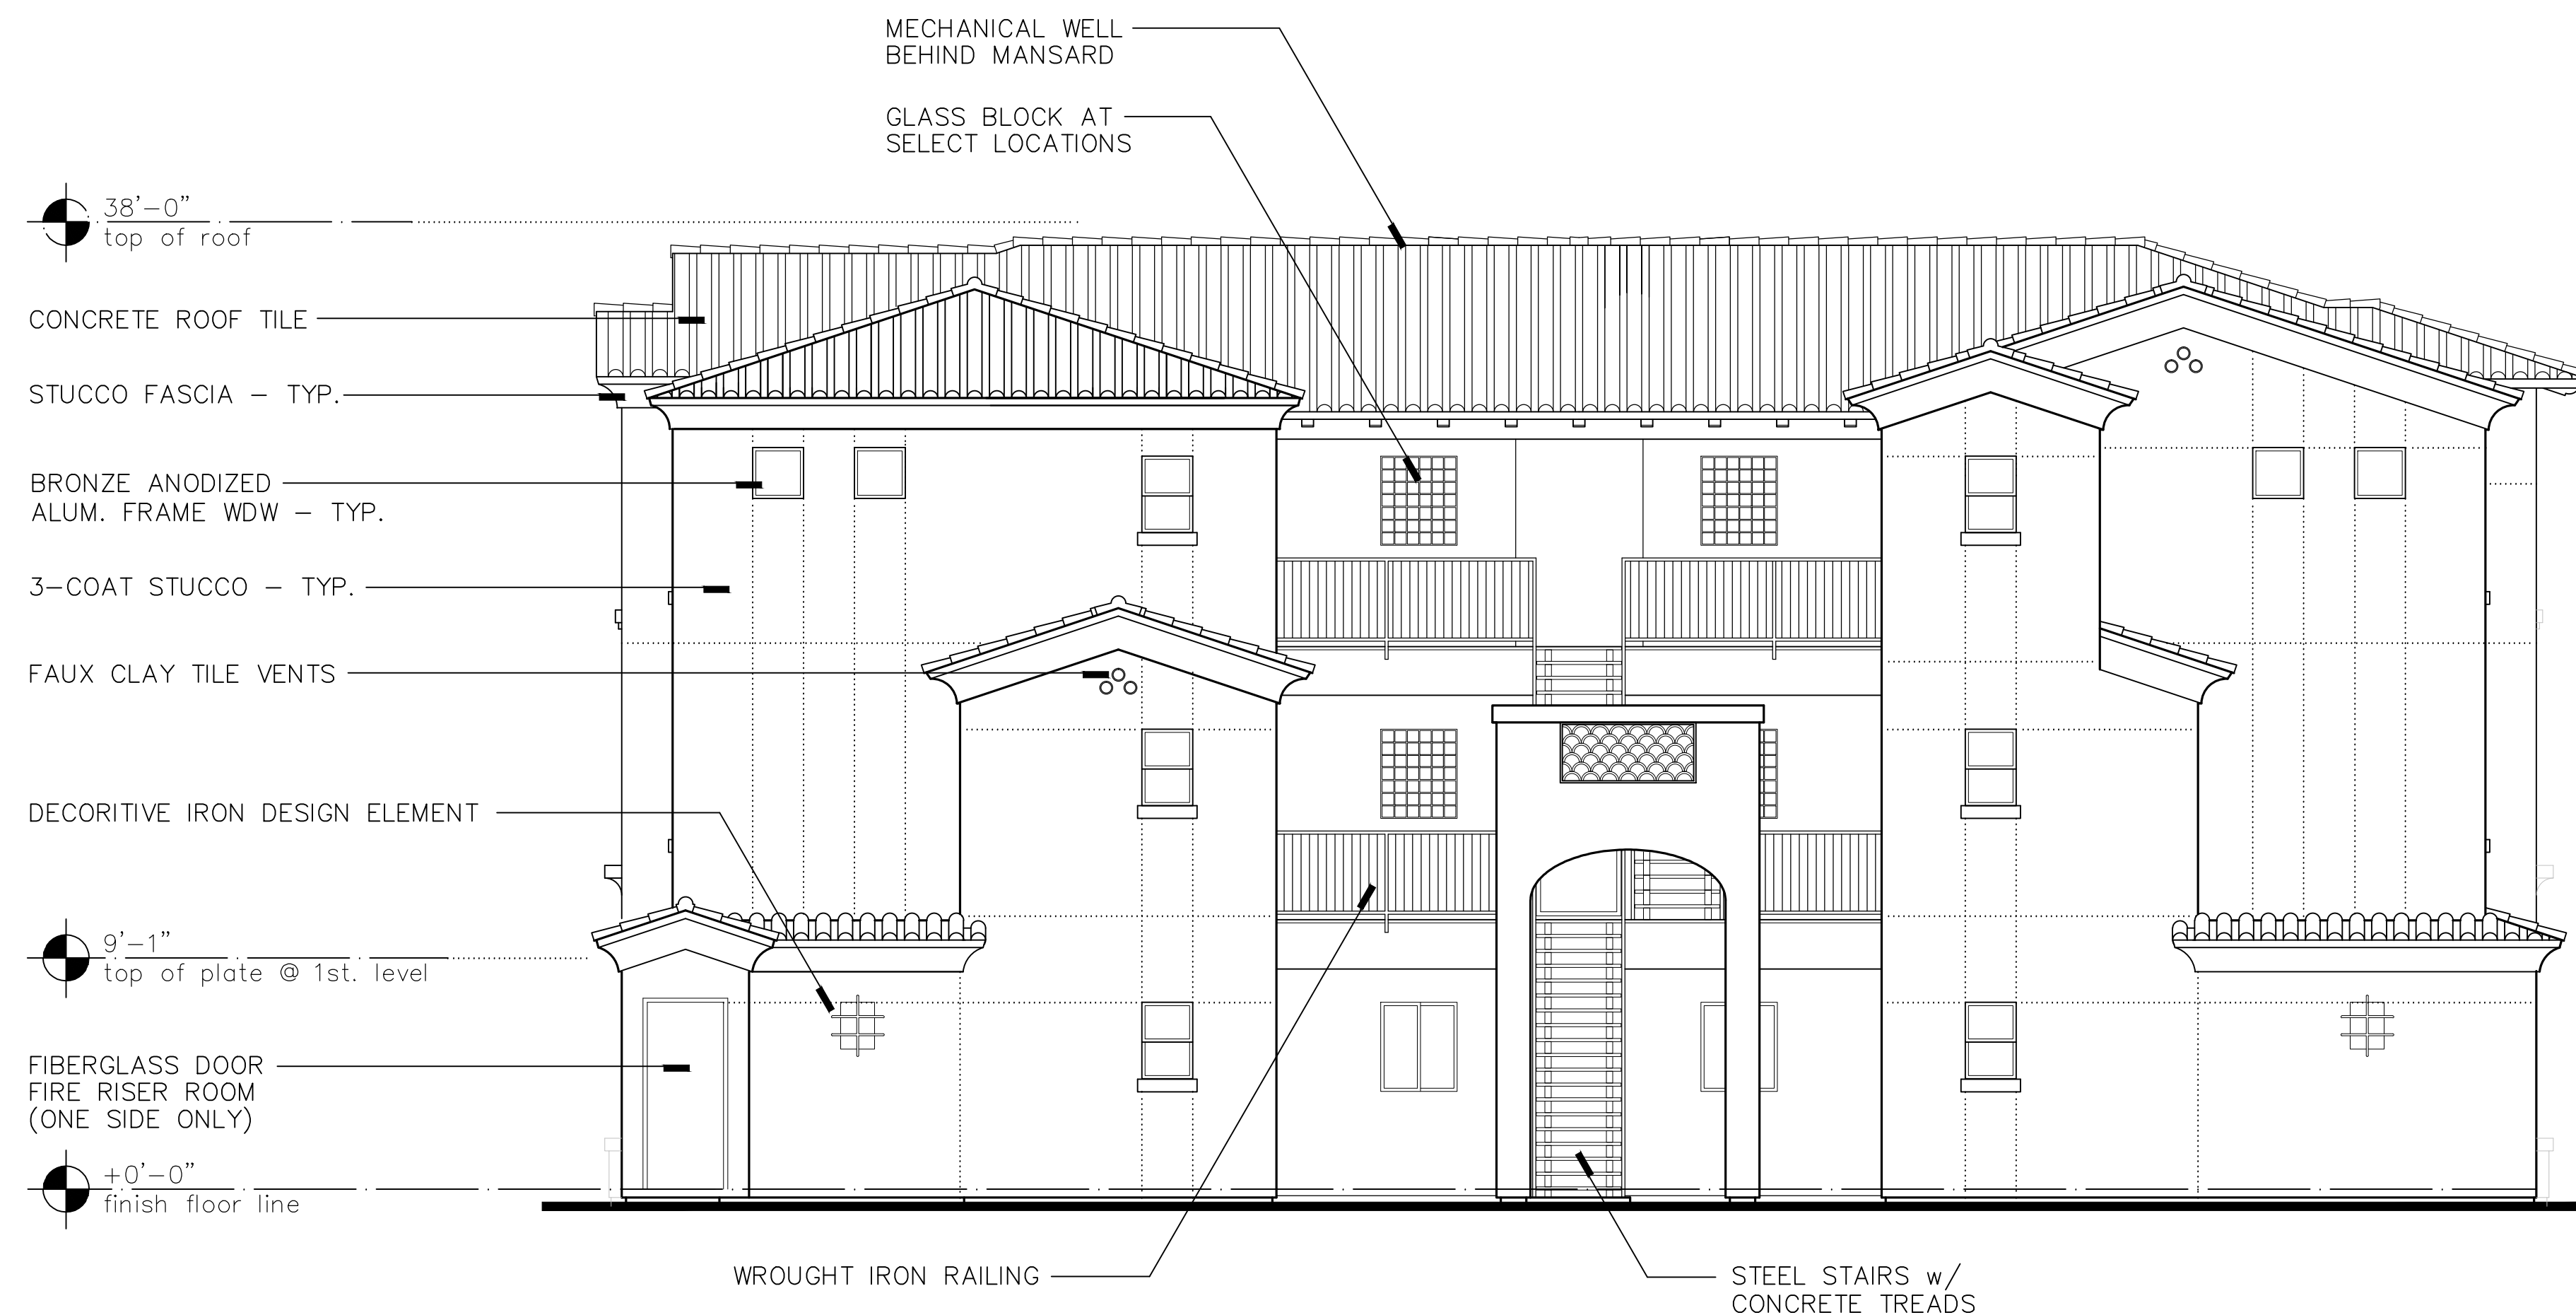 MECHANICAL WELL
BEHIND MANSARD
GLASS BLOCK AT
SELECT LOCATIONS
38'-0"
top of roof
CONCRETE ROOF TILE
STUCCO FASCIA - TYP.
BRONZE ANODIZED
ALUM. FRAME WDW - TYP.
3-COAT STUCCO - TYP.
FAUX CLAY TILE VENTS
DECORITIVE IRON DESIGN ELEMENT
9'-1"
top of plate @ 1st. level
FIBERGLASS DOOR
FIRE RISER ROOM
(ONE SIDE ONLY)
+0'-0"
finish floor line
WROUGHT IRON RAILING
STEEL STAIRS w/
CONCRETE TREADS